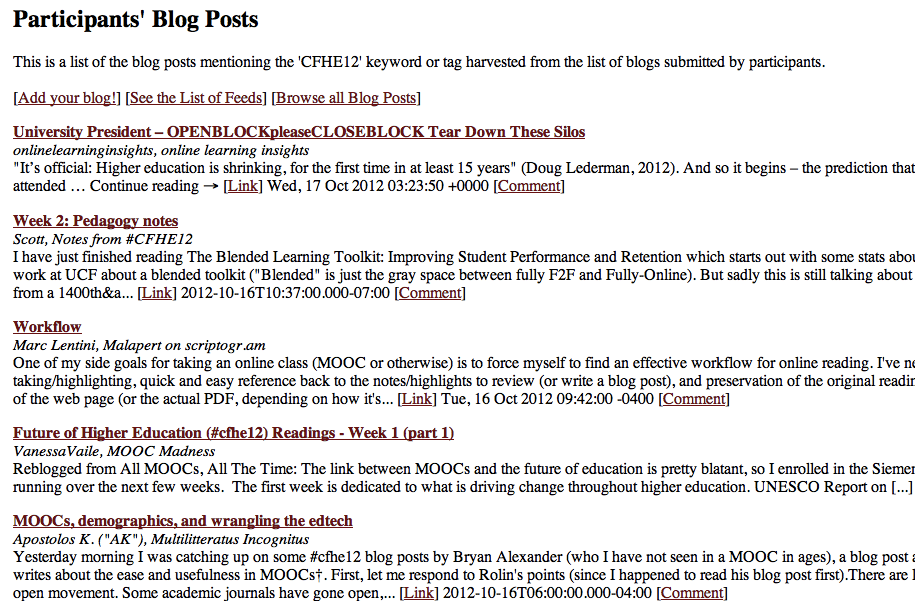 Participants' Blog Posts
This is a list of the blog posts mentioning the 'CFHE12' keyword or tag harvested from the list of blogs submitted by participants.
[Add your blog!] [See the List of Feeds] [Browse all Blog Posts]
University President – OPENBLOCKpleaseCLOSEBLOCK Tear Down These Silos
onlinelearninginsights, online learning insights
"It's official: Higher education is shrinking, for the first time in at least 15 years" (Doug Lederman, 2012). And so it begins – the prediction that
attended … Continue reading → [Link] Wed, 17 Oct 2012 03:23:50 +0000 [Comment]
Week 2: Pedagogy notes
Scott, Notes from #CFHE12
I have just finished reading The Blended Learning Toolkit: Improving Student Performance and Retention which starts out with some stats abou
work at UCF about a blended toolkit ("Blended" is just the gray space between fully F2F and Fully-Online). But sadly this is still talking about
from a 1400th&a... [Link] 2012-10-16T10:37:00.000-07:00 [Comment]
Workflow
Marc Lentini, Malapert on scriptogr.am
One of my side goals for taking an online class (MOOC or otherwise) is to force myself to find an effective workflow for online reading. I've ne
taking/highlighting, quick and easy reference back to the notes/highlights to review (or write a blog post), and preservation of the original readin
of the web page (or the actual PDF, depending on how it's... [Link] Tue, 16 Oct 2012 09:42:00 -0400 [Comment]
Future of Higher Education (#cfhe12) Readings - Week 1 (part 1)
VanessaVaile, MOOC Madness
Reblogged from All MOOCs, All The Time: The link between MOOCs and the future of education is pretty blatant, so I enrolled in the Siemen
running over the next few weeks. The first week is dedicated to what is driving change throughout higher education. UNESCO Report on [...]
MOOCs, demographics, and wrangling the edtech
Apostolos K. ("AK"), Multilitteratus Incognitus
Yesterday morning I was catching up on some #cfhe12 blog posts by Bryan Alexander (who I have not seen in a MOOC in ages), a blog post a
writes about the ease and usefulness in MOOCs†. First, let me respond to Rolin's points (since I happened to read his blog post first).There are
open movement. Some academic journals have gone open,... [Link] 2012-10-16T06:00:00.000-04:00 [Comment]